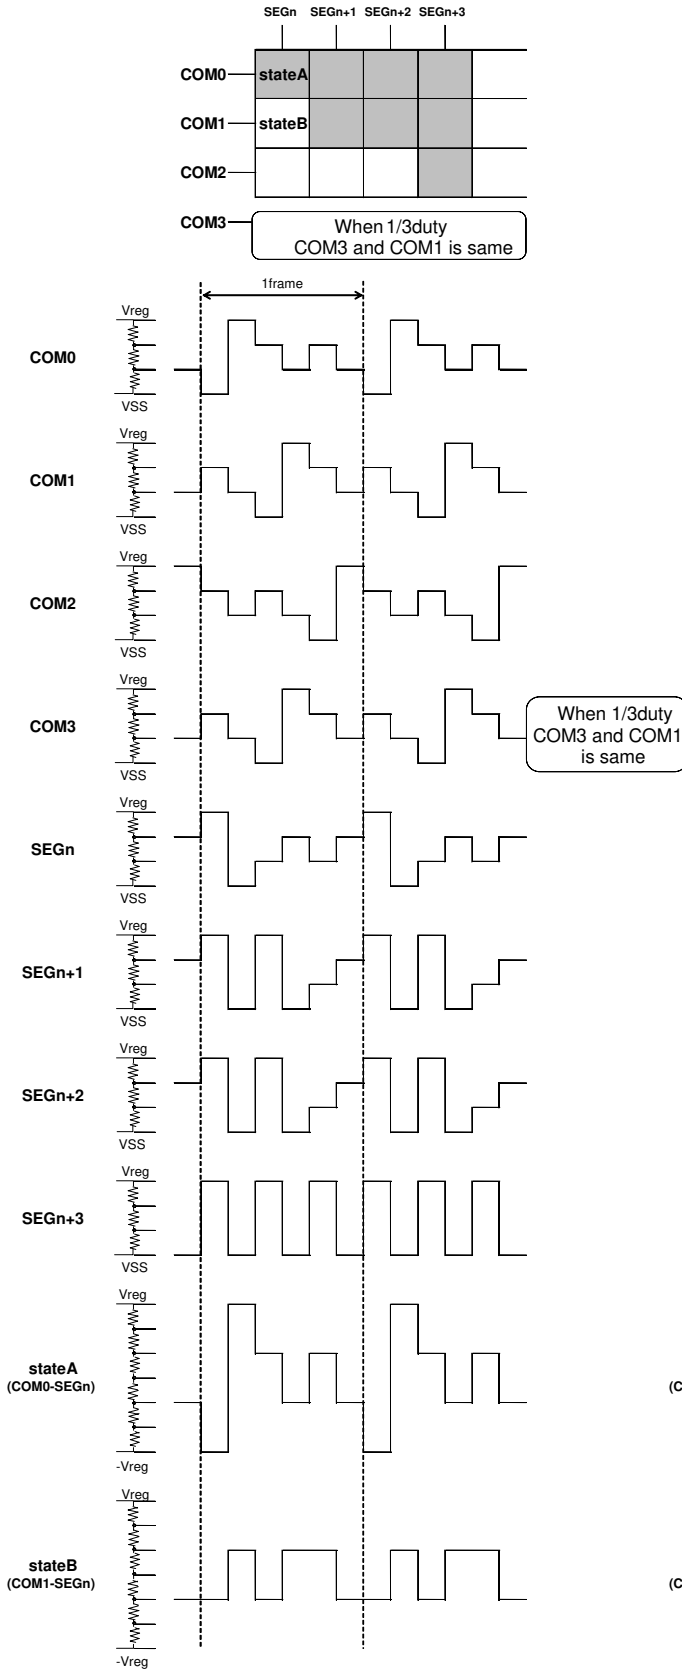 SEGn SEGn+1 SEGn+2 SEGn+3
COM0 stateA
COM1 stateB
COM2
COM3 When 1/3duty
COM3 and COM1 is same
1frame
Vreg
COM0
VSS
Vreg
COM1
VSS
Vreg
COM2
VSS
Vreg
COM3
VSS
When 1/3duty
COM3 and COM1
is same
Vreg
SEGn
VSS
Vreg
SEGn+1
VSS
Vreg
SEGn+2
VSS
Vreg
SEGn+3
VSS
Vreg
stateA
(COM0-SEGn) (C
-Vreg
Vreg
stateB
(COM1-SEGn) (C
-Vreg